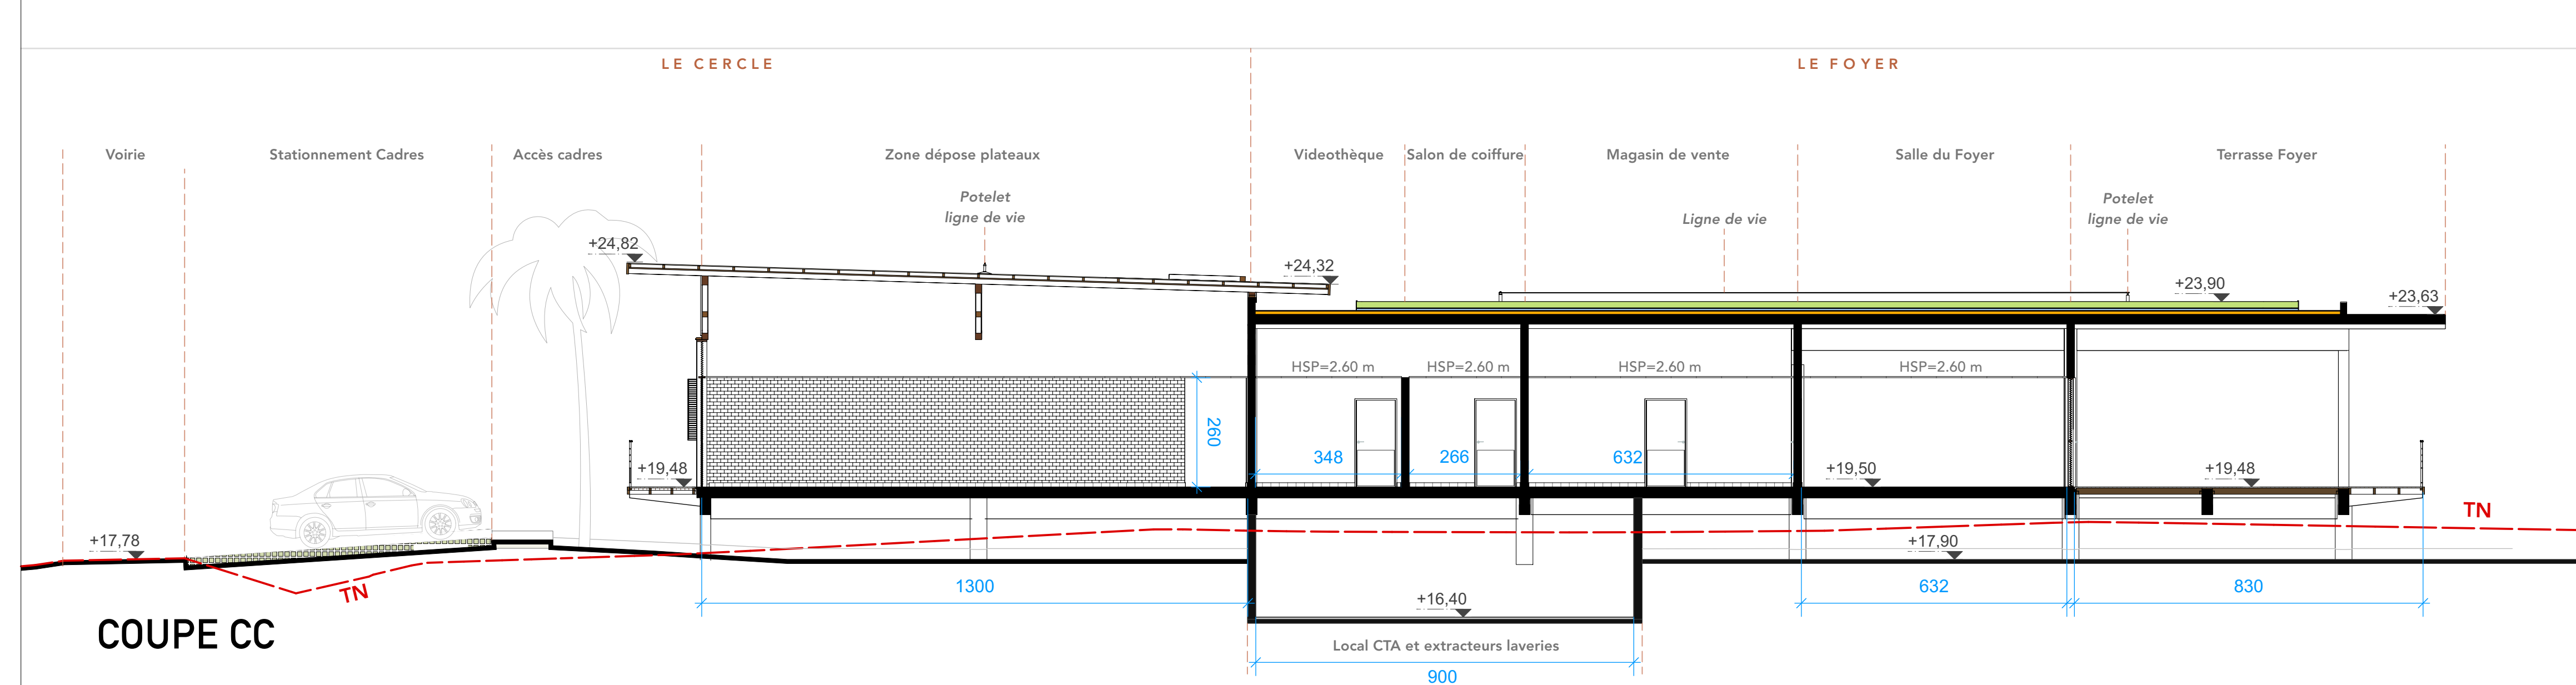 LE CERCLE
LE FOYER
Voirie
Stationnement Cadres
Accès cadres
Zone dépose plateaux
Videothèque
Salon de coiffure
Magasin de vente
Salle du Foyer
Terrasse Foyer
Potelet
ligne de vie
Ligne de vie
Potelet
ligne de vie
+24,82
+24,32
+23,90
+23,63
HSP=2.60 m
HSP=2.60 m
HSP=2.60 m
HSP=2.60 m
260
348
266
632
+19,48
+19,50
+19,48
TN
+17,78
+17,90
TN
1300
632
830
+16,40
COUPE CC
Local CTA et extracteurs laveries
900